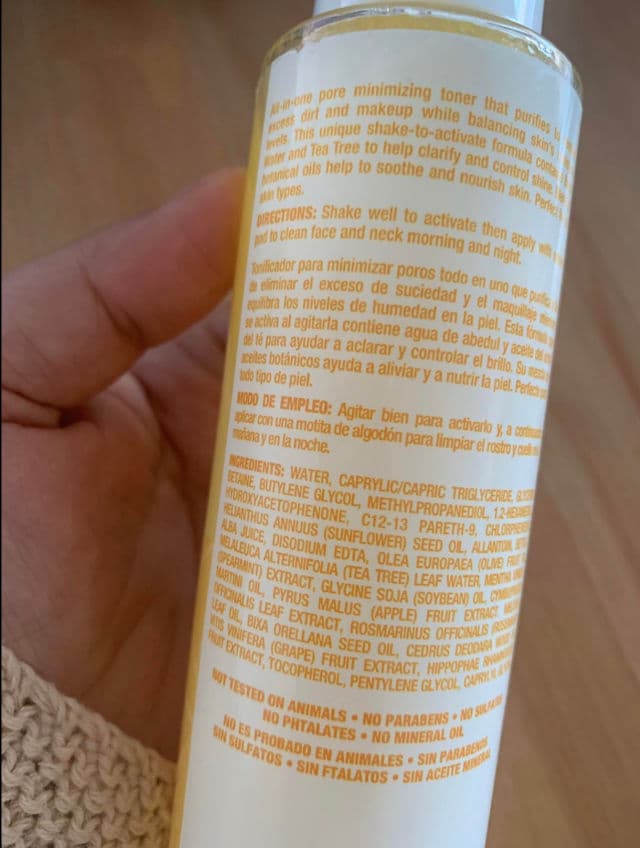 All-in-one pore minimizing toner that purifies
excess dirt and makeup while balancing skin's
levels. This unique shake-to-activate formula
Water and Tea Tree to help clarify and control shine.
botanical oils help to soothe and nourish skin. Perfect
skin types.
DIRECTIONS: Shake well to activate then apply with
pad to clean face and neck morning and night.
Tonificador para minimizar poros todo en uno que purifica
de eliminar el exceso de suciedad y el maquillaje
equilibra los niveles de humedad en la piel. Esta fórmula
se activa al agitarla contiene agua de abedul y aceite del
del té para ayudar a aclarar y controlar el brillo. Su
aceites botánicos ayuda a aliviar y a nutrir la piel. Perfecto
todo tipo de piel.
MODO DE EMPLEO: Agitar bien para activarlo y, a
aplicar con una motita de algodón para limpiar el rostro y cuello
mañana y en la noche.
INGREDIENTS: WATER, CAPRYLIC/CAPRIC TRIGLYCERIDE,
BETAINE, BUTYLENE GLYCOL, METHYLPROPANEDIOL,
HYDROXYACETOPHENONE, C12-13 PARETH-9,
HELIANTHUS ANNUUS (SUNFLOWER) SEED OIL, ALLANTOIN,
ALBA JUICE, DISODIUM EDTA, OLEA EUROPAEA (OLIVE)
MELALEUCA ALTERNIFOLIA (TEA TREE) LEAF WATER, MENTHA
(SPEARMINT) EXTRACT, GLYCINE SOJA (SOYBEAN) OIL,
MARTINI OIL, PYRUS MALUS (APPLE) FRUIT EXTRACT,
OFFICINALIS LEAF EXTRACT, ROSMARINUS OFFICINALIS
LEAF OIL, BIXA ORELLANA SEED OIL, CEDRUS DEODARA
VITIS VINIFERA (GRAPE) FRUIT EXTRACT, HIPPOPHAE
FRUIT EXTRACT, TOCOPHEROL, PENTYLENE GLYCOL,
NOT TESTED ON ANIMALS • NO PARABENS • NO
NO PHTALATES • NO MINERAL OIL
NO ES PROBADO EN ANIMALES • SIN PARABENOS
SIN SULFATOS • SIN FTALATOS • SIN ACEITE MINERAL